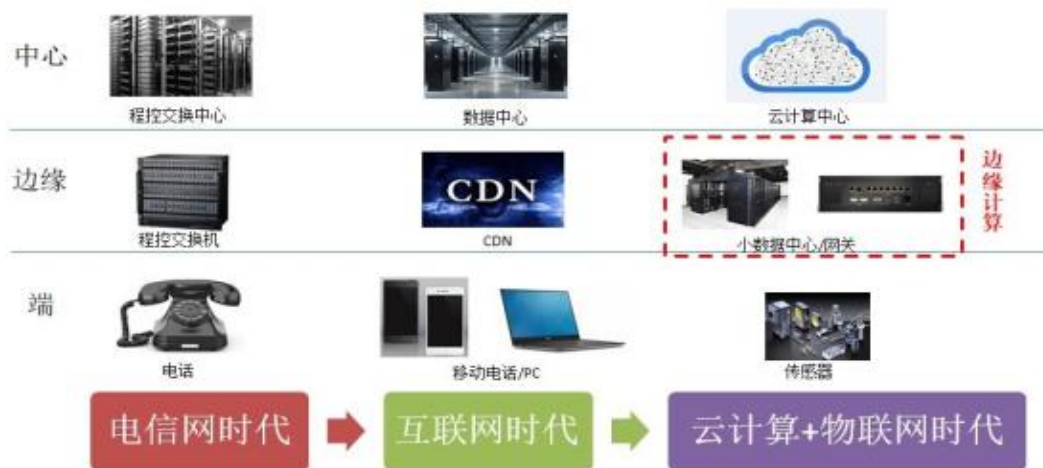 中心
程控交换中心
数据中心
云计算中心
边缘
CDN
边缘计算
程控交换机
CDN
小数据中心/网关
端
电话
移动电话/PC
传感器
电信网时代
互联网时代
云计算+物联网时代